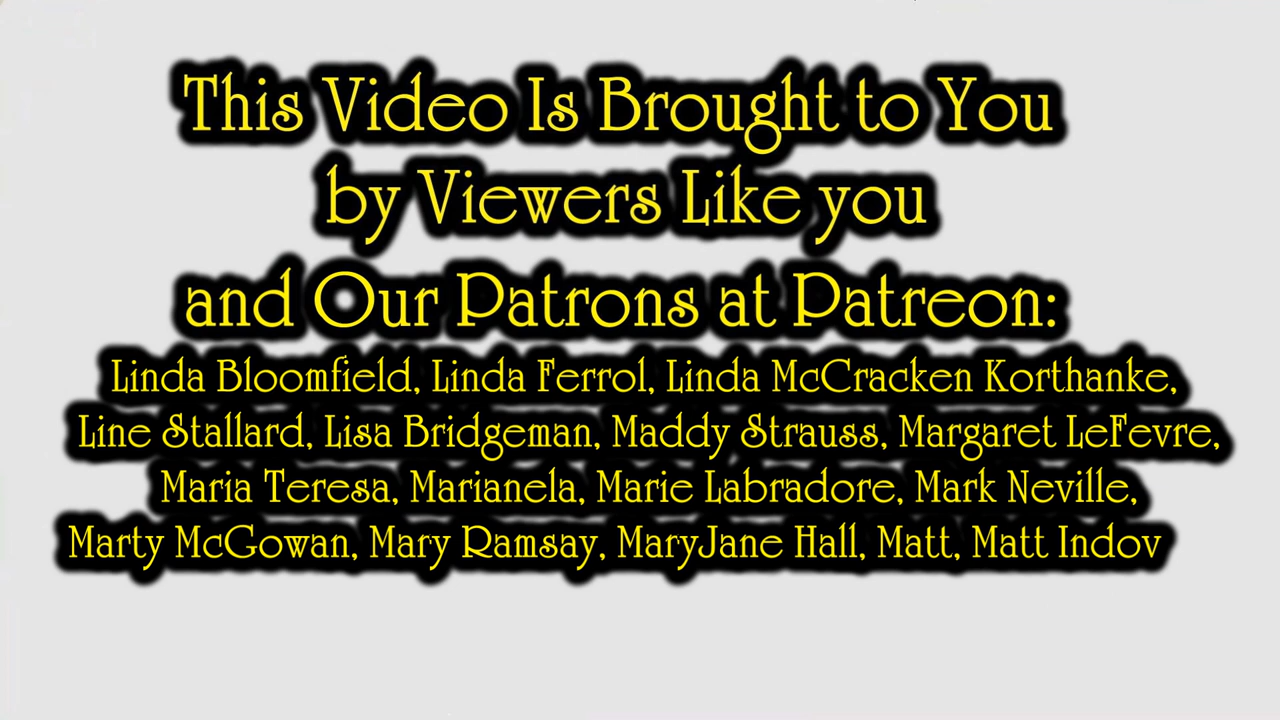 This Video Is Brought to You
by Viewers Like you
and Our Patrons at Patreon:
Linda Bloomfield, Linda Ferrol, Linda McCracken Korthanke,
Line Stallard, Lisa Bridgeman, Maddy Strauss, Margaret LeFevre,
Maria Teresa, Marianela, Marie Labradore, Mark Neville,
Marty McGowan, Mary Ramsay, MaryJane Hall, Matt, Matt Indov